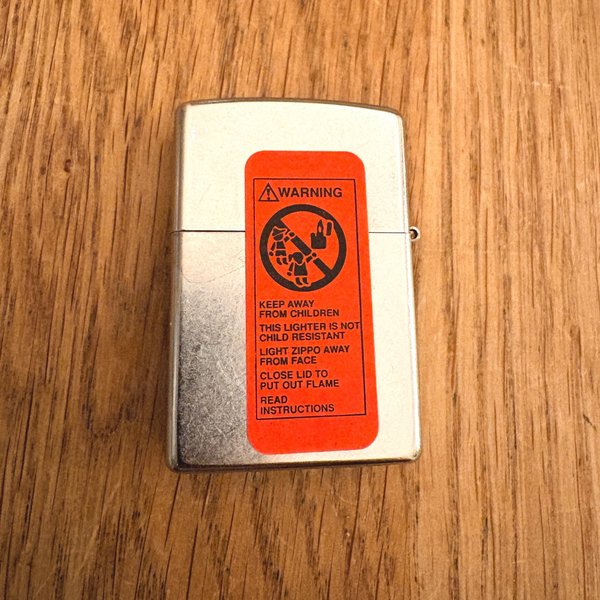 WARNING
KEEP AWAY
FROM CHILDREN
THIS LIGHTER IS NOT
CHILD RESISTANT
LIGHT ZIPPO AWAY
FROM FACE
CLOSE LID TO
PUT OUT FLAME
READ
INSTRUCTIONS